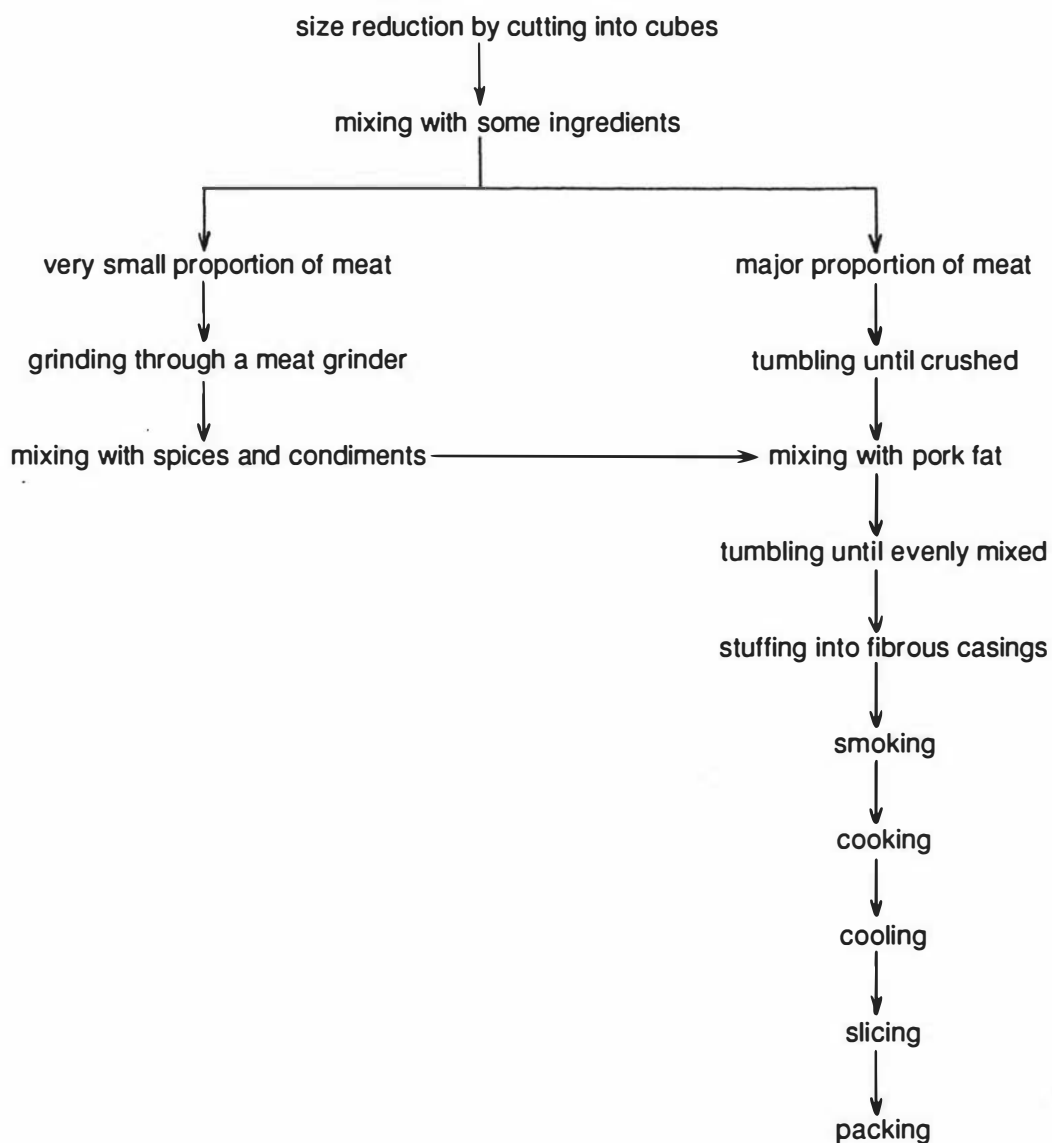 size reduction by cutting into cubes
mixing with some ingredients
very small proportion of meat
major proportion of meat
grinding through a meat grinder
tumbling until crushed
mixing with spices and condiments
mixing with pork fat
tumbling until evenly mixed
stuffing into fibrous casings
smoking
cooking
cooling
slicing
packing